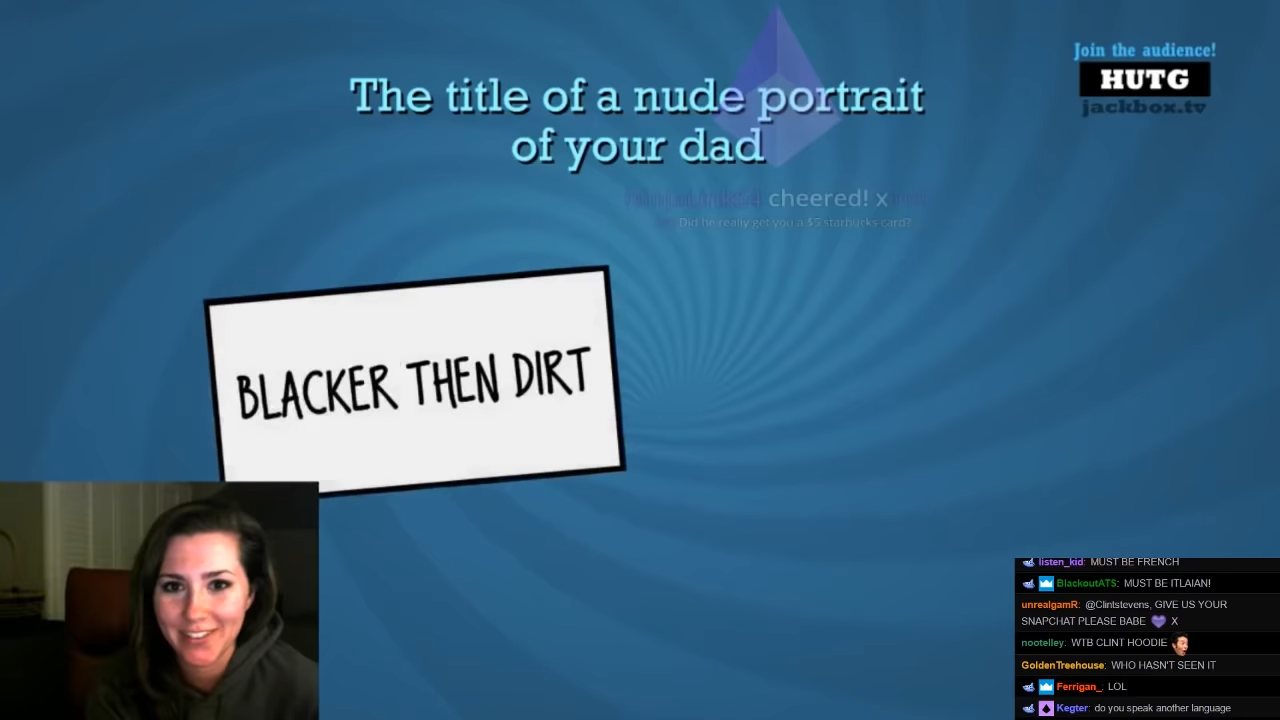 The title of a nude portrait
of your dad
Join the audience!
HUTG
jackbox.tv
cheered! x
Did he really get you a $5 starbucks card?
BLACKER THEN DIRT
listen_kid: MUST BE FRENCH
BlackoutATS: MUST BE ITLAIAN!
unrealgamR: @Clintstevens, GIVE US YOUR
SNAPCHAT PLEASE BABE X
nootelley: WTB CLINT HOODIE
GoldenTreehouse: WHO HASN'T SEEN IT
Ferrigan_: LOL
Kegter: do you speak another language